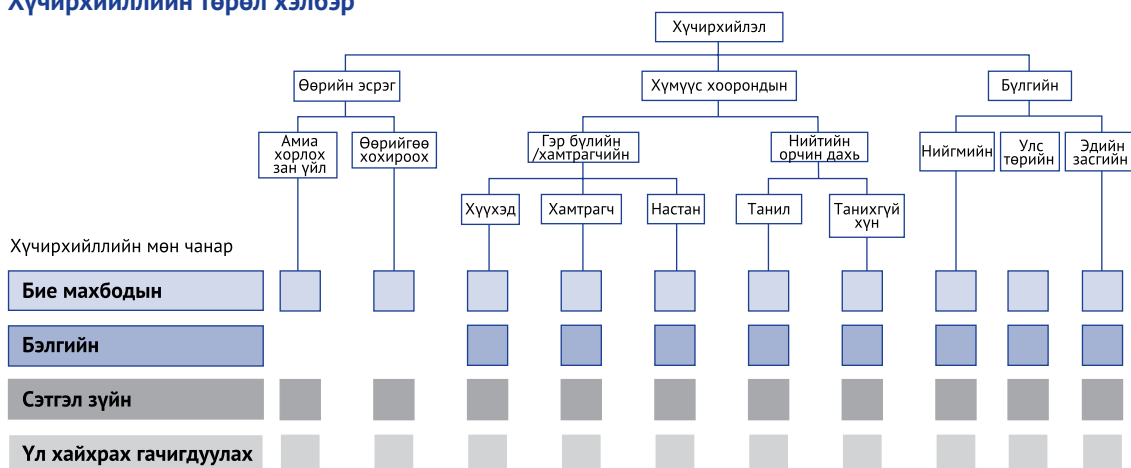 Хүчирхийллийн төрөл хэлбэр
Хүчирхийлэл
Өөрийн эсрэг
Хүмүүс хоорондын
Бүлгийн
Амиа
хорлох
зан үйл
Өөрийгөө
хохироох
Гэр бүлийн
/хамтрагчийн
Нийтийн
орчин дахь
Нийгмийн
Улс
төрийн
Эдийн
засгийн
Хүүхэд
Хамтрагч
Настан
Танил
Танихгүй
хүн
Хүчирхийллийн мөн чанар
Бие махбодын
Бэлгийн
Сэтгэл зүйн
Үл хайхрах гачигдуулах